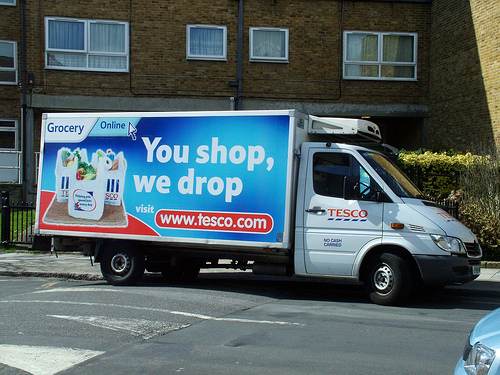 Grocery Online
You shop,
we drop
visit www.tesco.com
TESCO
NO CASH
CARRIED